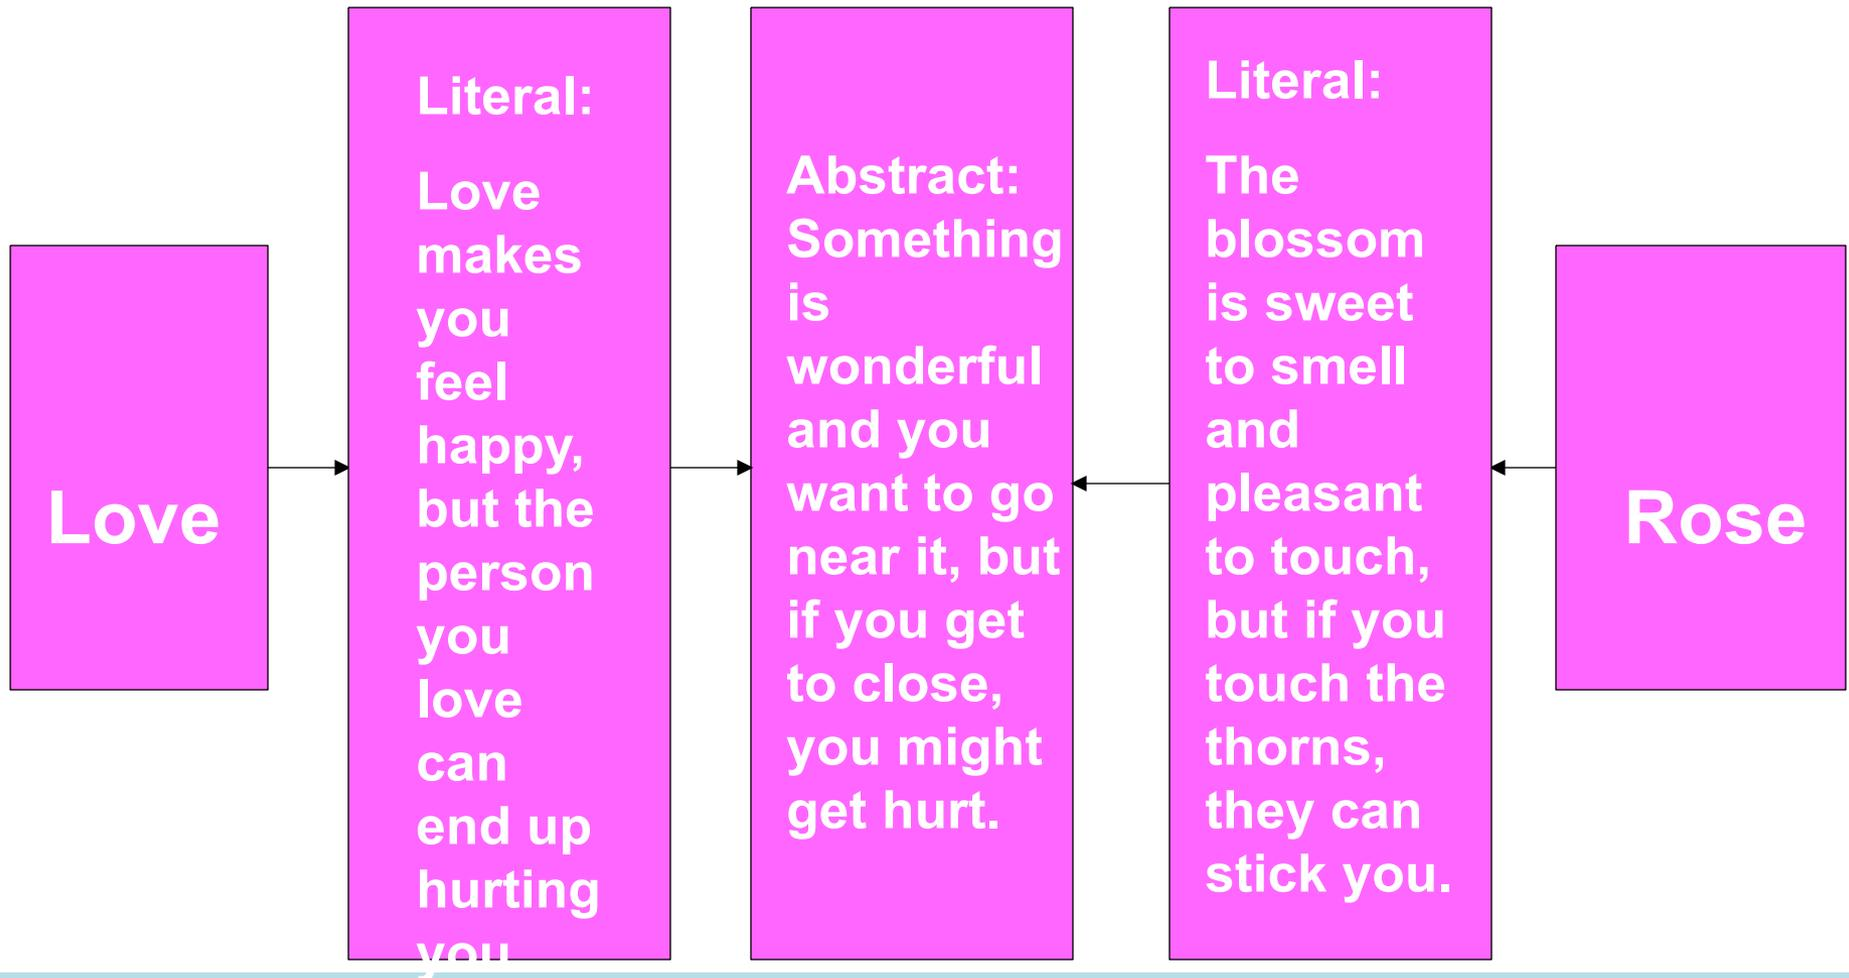 Love
Literal:
Love
makes
you
feel
happy,
but the
person
you
love
can
end up
hurting
you
Abstract:
Something
is
wonderful
and you
want to go
near it, but
if you get
to close,
you might
get hurt.
Literal:
The
blossom
is sweet
to smell
and
pleasant
to touch,
but if you
touch the
thorns,
they can
stick you.
Rose